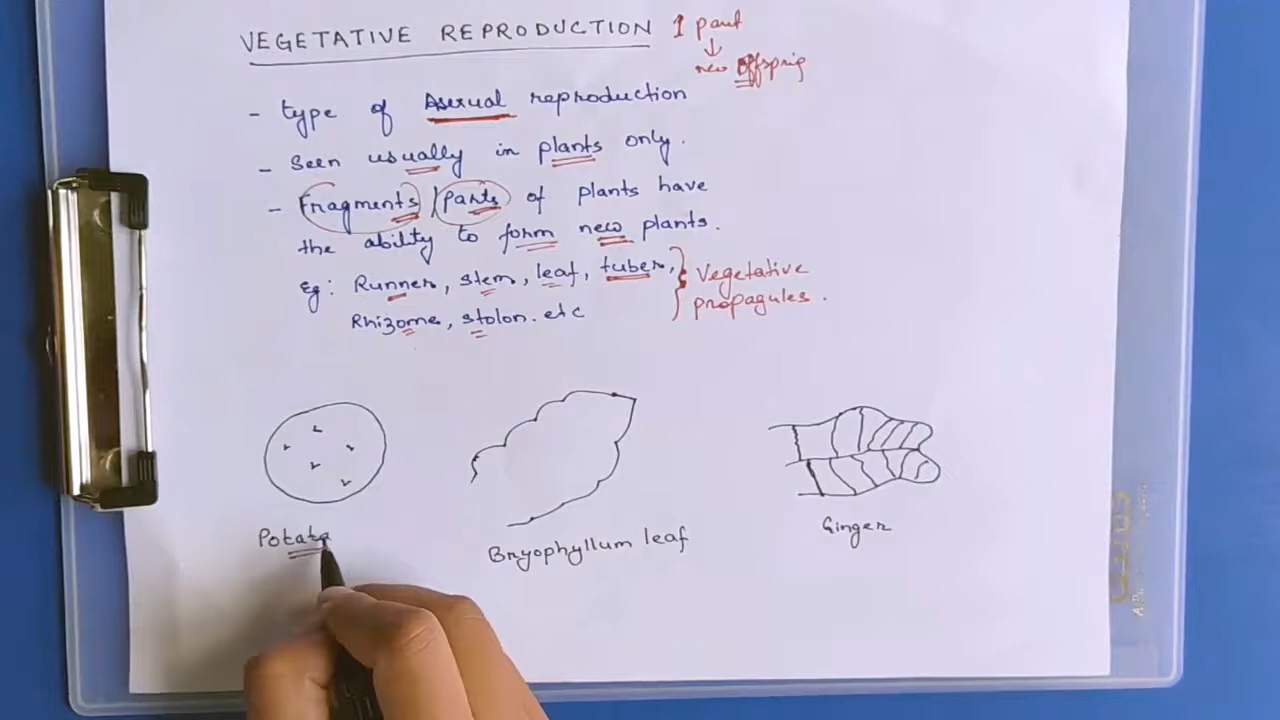 VEGETATIVE REPRODUCTION
1 part
↓
new offsprig
- type of Asexual reproduction
- Seen usually in plants only.
- Fragments / parts of plants have
the ability to form new plants.
Eg: Runner, stem, leaf, tuber,
Rhizome, stolon. etc
Vegetative
propagules.
Potato
Bryophyllum leaf
Ginger